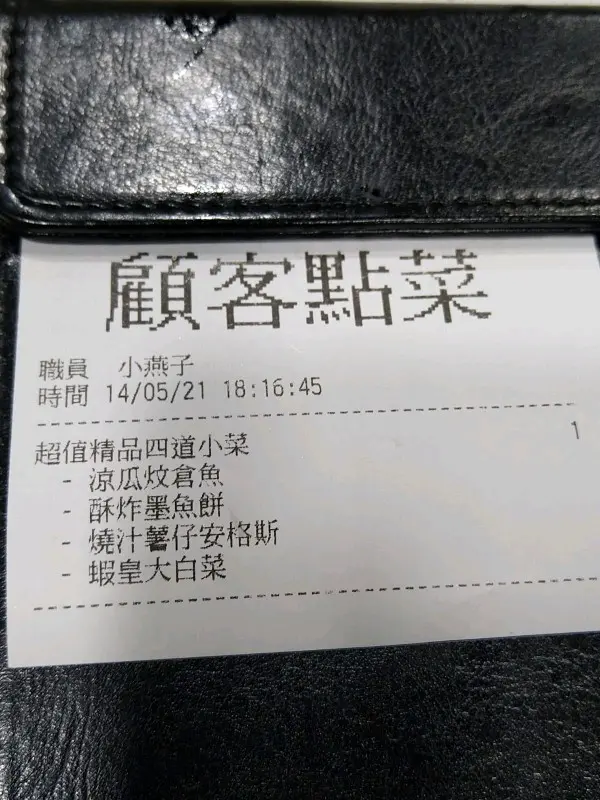 顧客點菜
職員 小燕子
時間 14/05/21 18:16:45
超值精品四道小菜 1
- 涼瓜炆倉魚
- 酥炸墨魚餅
- 燒汁薯仔安格斯
- 蝦皇大白菜